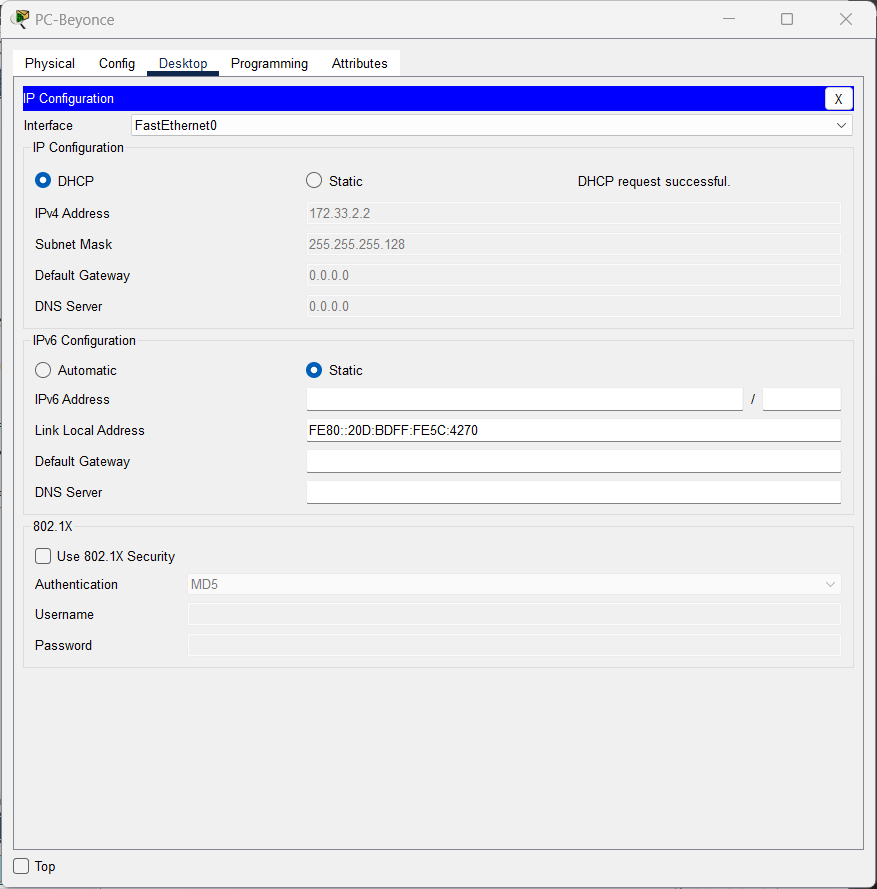 PC-Beyonce
Physical Config Desktop Programming Attributes
IP Configuration X
Interface FastEthernet0
IP Configuration
DHCP Static DHCP request successful.
IPv4 Address 172.33.2.2
Subnet Mask 255.255.255.128
Default Gateway 0.0.0.0
DNS Server 0.0.0.0
IPv6 Configuration
Automatic Static
IPv6 Address /
Link Local Address FE80::20D:BDFF:FE5C:4270
Default Gateway
DNS Server
802.1X
Use 802.1X Security
Authentication MD5
Username
Password
Top